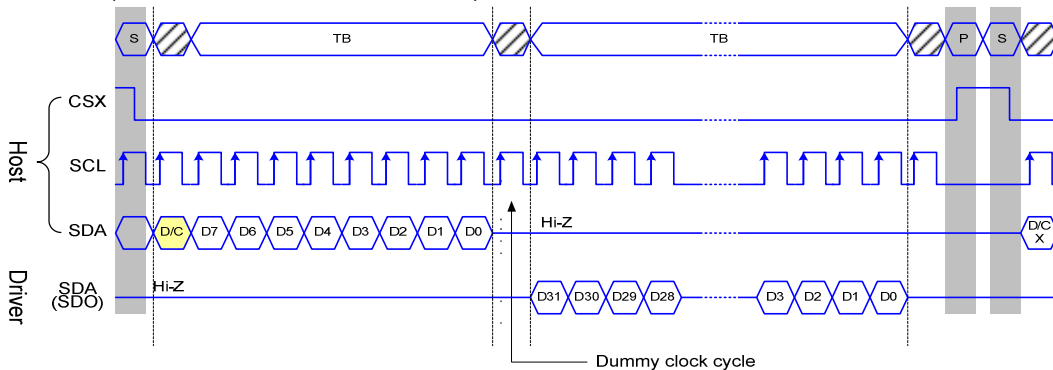 S TB TB P S
CSX
SCL
Host
SDA D/C D7 D6 D5 D4 D3 D2 D1 D0 Hi-Z D/C X
Driver
SDA (SDO) Hi-Z D31 D30 D29 D28 D3 D2 D1 D0
Dummy clock cycle